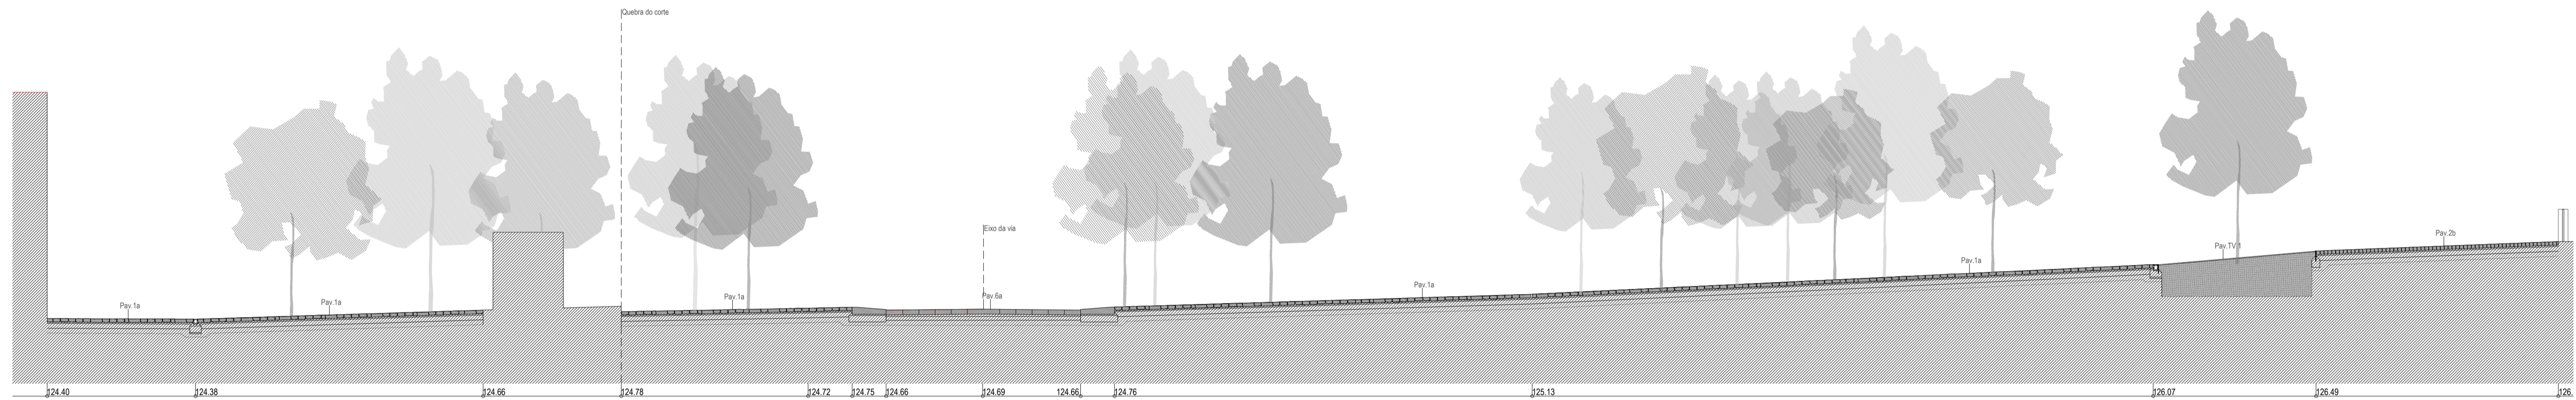 Quebra do corte
Eixo da via
Pav.1a
Pav.1a
Pav.1a
Pav.6a
Pav.1a
Pav.1a
Pav.TV.1
Pav.2b
124.40
124.38
124.66
124.78
124.72
124.75
124.66
124.69
124.66
124.76
125.13
126.07
126.49
126.